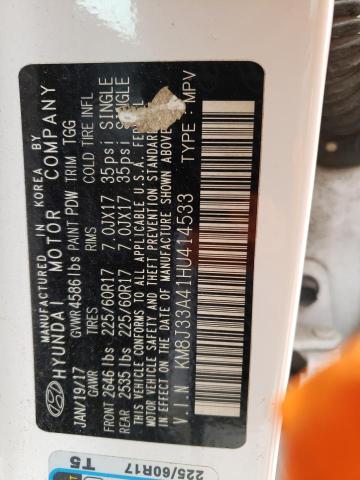 MANUFACTURED IN KOREA BY
HYUNDAI MOTOR COMPANY
JAN/19/17 GVWR 4586 lbs PAINT PDW TRIM TGG
GAWR TIRES RIMS COLD TIRE INFL
FRONT 2646 lbs 225/60R17 7.0JX17 35psi SINGLE
REAR 2535 lbs 225/60R17 7.0JX17 35psi SINGLE
THIS VEHICLE CONFORMS TO ALL APPLICABLE U.S.A. FEDERAL
MOTOR VEHICLE SAFETY AND THEFT PREVENTION STANDARDS
IN EFFECT ON THE DATE OF MANUFACTURE SHOWN ABOVE.
V.I.N KM8J33A41HU414533 TYPE : MPV
T5
225/60R17